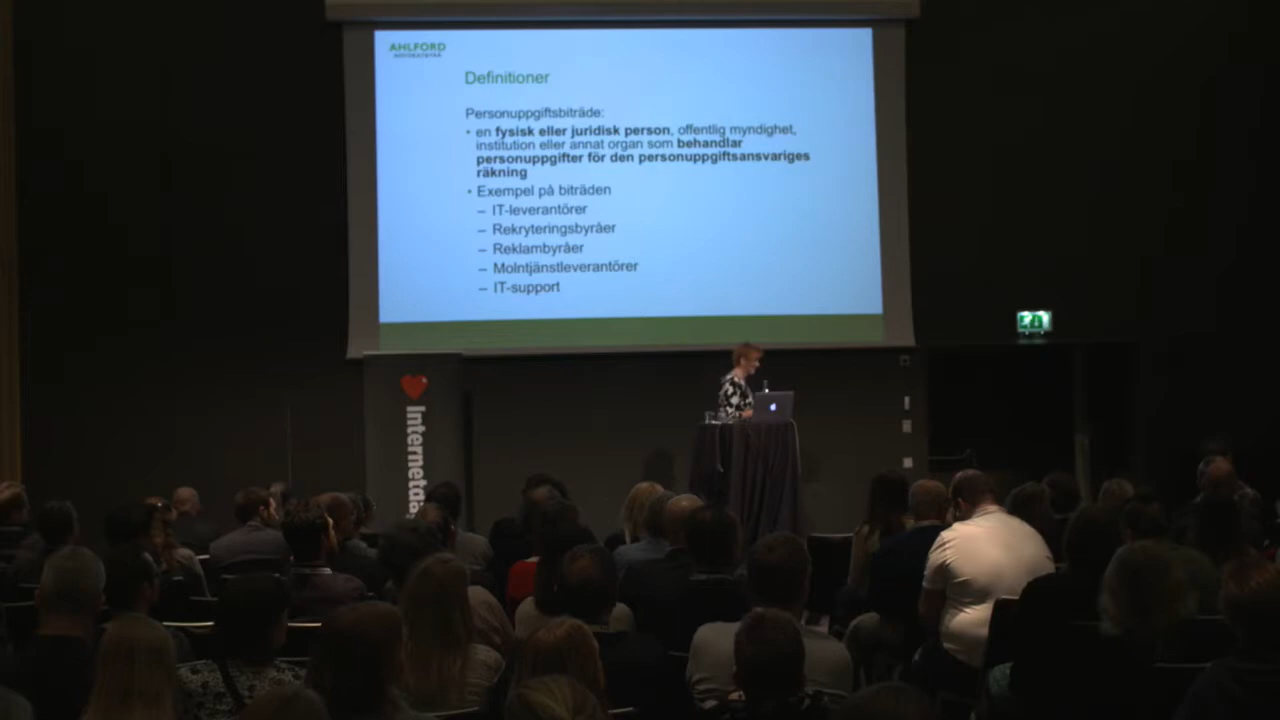 AHLFORD
ADVOKATBYRÅ
Definitioner
Personuppgiftsbiträde:
• en fysisk eller juridisk person, offentlig myndighet,
institution eller annat organ som behandlar
personuppgifter för den personuppgiftsansvariges
räkning
• Exempel på biträden
– IT-leverantörer
– Rekryteringsbyråer
– Reklambyråer
– Molntjänstleverantörer
– IT-support